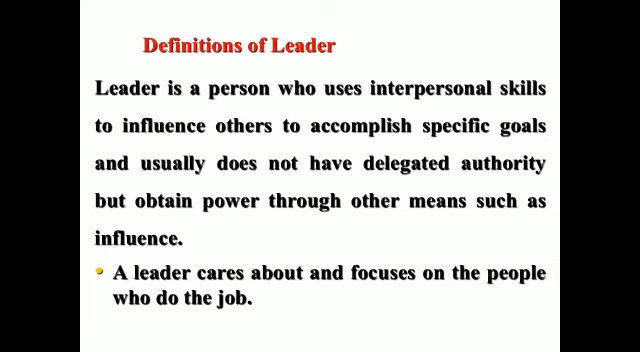 Definitions of Leader
Leader is a person who uses interpersonal skills
to influence others to accomplish specific goals
and usually does not have delegated authority
but obtain power through other means such as
influence.
• A leader cares about and focuses on the people
who do the job.